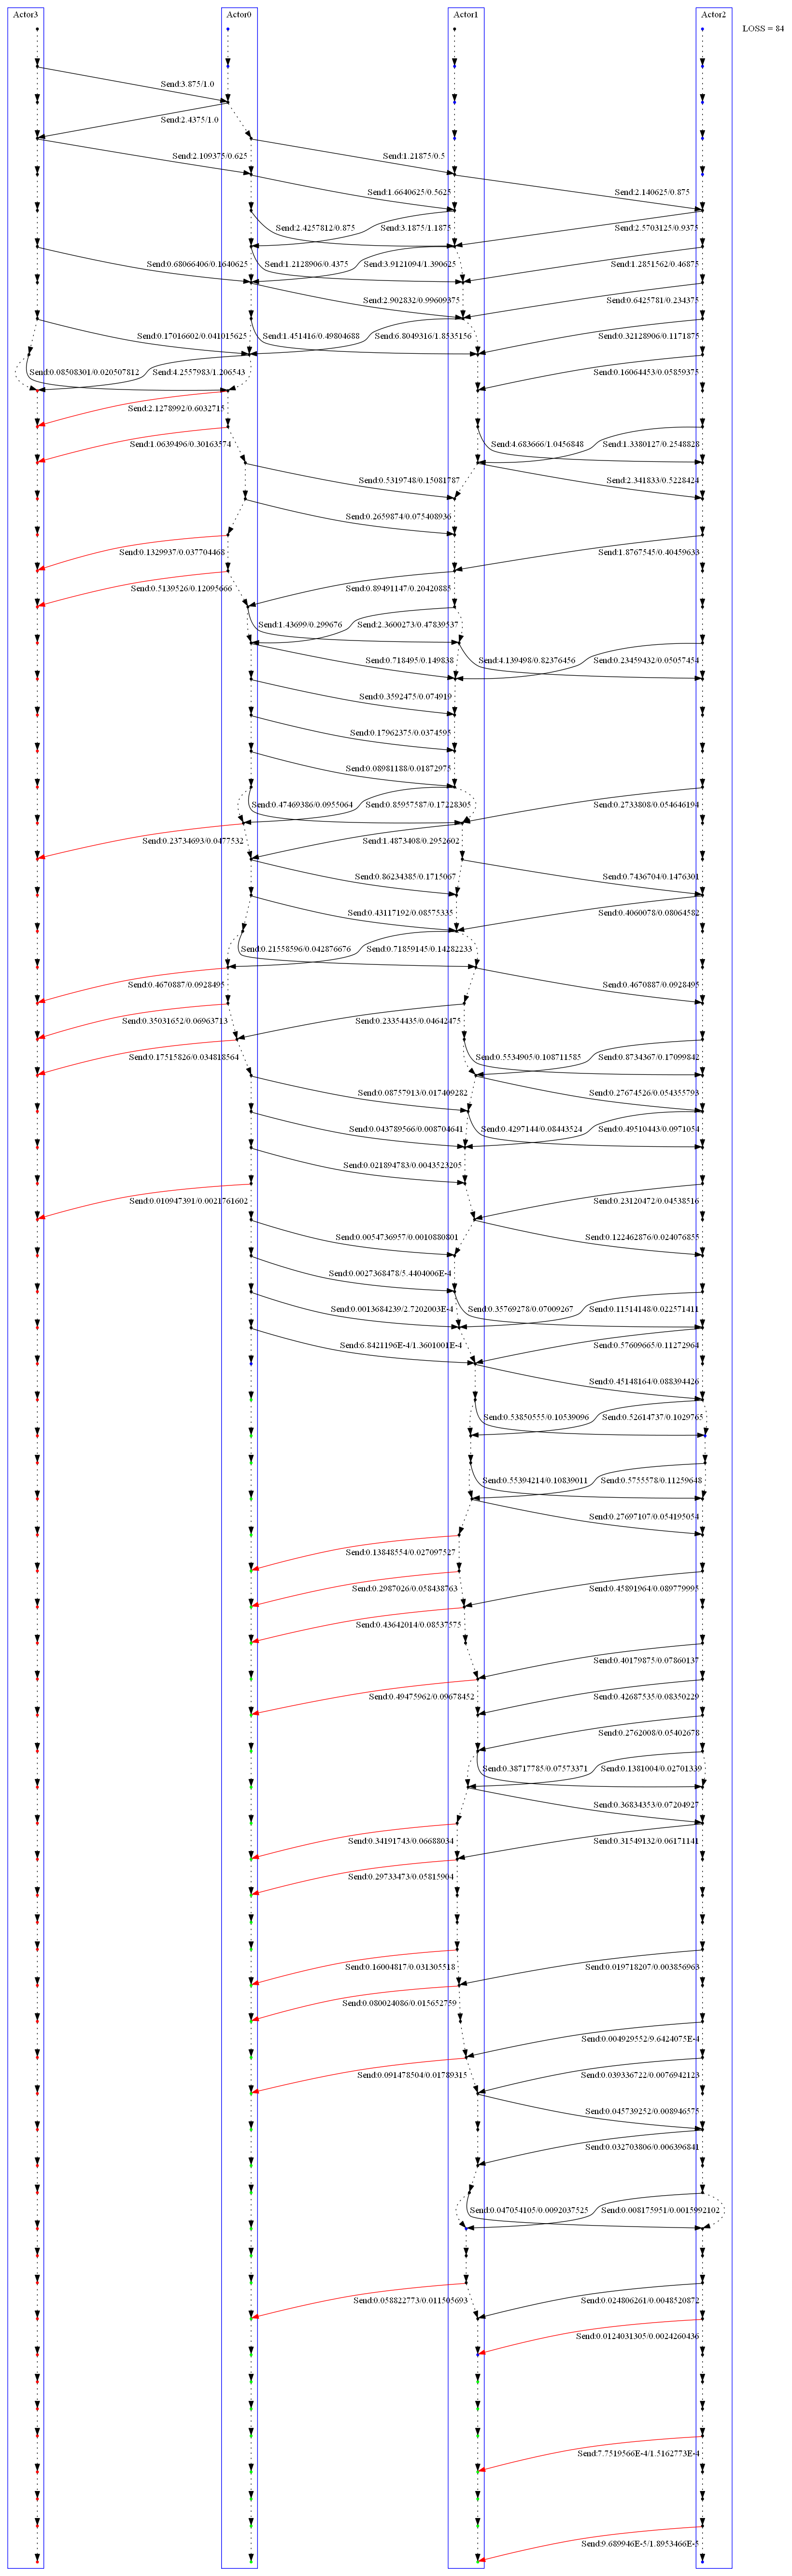 Actor3
Actor0
Actor1
Actor2
LOSS = 84
Send:3.875/1.0
Send:2.4375/1.0
Send:2.109375/0.625
Send:1.21875/0.5
Send:1.6640625/0.5625
Send:2.140625/0.875
Send:2.4257812/0.875
Send:3.1875/1.1875
Send:2.5703125/0.9375
Send:0.68066406/0.1640625
Send:1.2128906/0.4375
Send:3.9121094/1.390625
Send:1.2851562/0.46875
Send:2.902832/0.99609375
Send:0.6425781/0.234375
Send:0.17016602/0.041015625
Send:1.451416/0.49804688
Send:6.8049316/1.8535156
Send:0.32128906/0.1171875
Send:0.08508301/0.020507812
Send:4.2557983/1.206543
Send:0.16064453/0.05859375
Send:2.1278992/0.6032715
Send:1.0639496/0.30163574
Send:4.683666/1.0456848
Send:1.3380127/0.2548828
Send:0.5319748/0.15081787
Send:2.341833/0.5228424
Send:0.2659874/0.075408936
Send:0.1329937/0.037704468
Send:1.8767545/0.40459633
Send:0.5139526/0.12095666
Send:0.89491147/0.20420885
Send:1.43699/0.299676
Send:2.3600273/0.47839537
Send:0.718495/0.149838
Send:4.139498/0.82376456
Send:0.23459432/0.05057454
Send:0.3592475/0.074919
Send:0.17962375/0.0374595
Send:0.08981188/0.01872975
Send:0.47469386/0.0955064
Send:0.85957587/0.17228305
Send:0.2733808/0.054646194
Send:0.23734693/0.0477532
Send:1.4873408/0.2952602
Send:0.86234385/0.1715067
Send:0.7436704/0.1476301
Send:0.43117192/0.08575335
Send:0.4060078/0.08064582
Send:0.21558596/0.042876676
Send:0.71859145/0.14282233
Send:0.4670887/0.0928495
Send:0.4670887/0.0928495
Send:0.35031652/0.06963713
Send:0.23354435/0.04642475
Send:0.17515826/0.034818564
Send:0.5534905/0.108711585
Send:0.8734367/0.17099842
Send:0.08757913/0.017409282
Send:0.27674526/0.054355793
Send:0.043789566/0.008704641
Send:0.4297144/0.08443524
Send:0.49510443/0.0971054
Send:0.021894783/0.0043523205
Send:0.010947391/0.0021761602
Send:0.23120472/0.04538516
Send:0.0054736957/0.0010880801
Send:0.122462876/0.024076855
Send:0.0027368478/5.4404006E-4
Send:0.0013684239/2.7202003E-4
Send:0.35769278/0.07009267
Send:0.11514148/0.022571411
Send:6.8421196E-4/1.3601001E-4
Send:0.57609665/0.11272964
Send:0.45148164/0.088394426
Send:0.53850555/0.10539096
Send:0.52614737/0.1029765
Send:0.55394214/0.10839011
Send:0.5755578/0.11259648
Send:0.27697107/0.054195054
Send:0.13848554/0.027097527
Send:0.2987026/0.058438763
Send:0.45891964/0.089779995
Send:0.43642014/0.08537575
Send:0.40179875/0.07860137
Send:0.49475962/0.09678452
Send:0.42687535/0.08350229
Send:0.2762008/0.05402678
Send:0.38717785/0.07573371
Send:0.1381004/0.02701339
Send:0.36834353/0.07204927
Send:0.34191743/0.06688034
Send:0.31549132/0.06171141
Send:0.29733473/0.05815904
Send:0.16004817/0.031305518
Send:0.019718207/0.003856963
Send:0.080024086/0.015652759
Send:0.004929552/9.6424075E-4
Send:0.091478504/0.01789315
Send:0.039336722/0.0076942123
Send:0.045739252/0.008946575
Send:0.032703806/0.006396841
Send:0.047054105/0.0092037525
Send:0.008175951/0.0015992102
Send:0.058822773/0.011505693
Send:0.024806261/0.0048520872
Send:0.0124031305/0.0024260436
Send:7.7519566E-4/1.5162773E-4
Send:9.689946E-5/1.8953466E-5